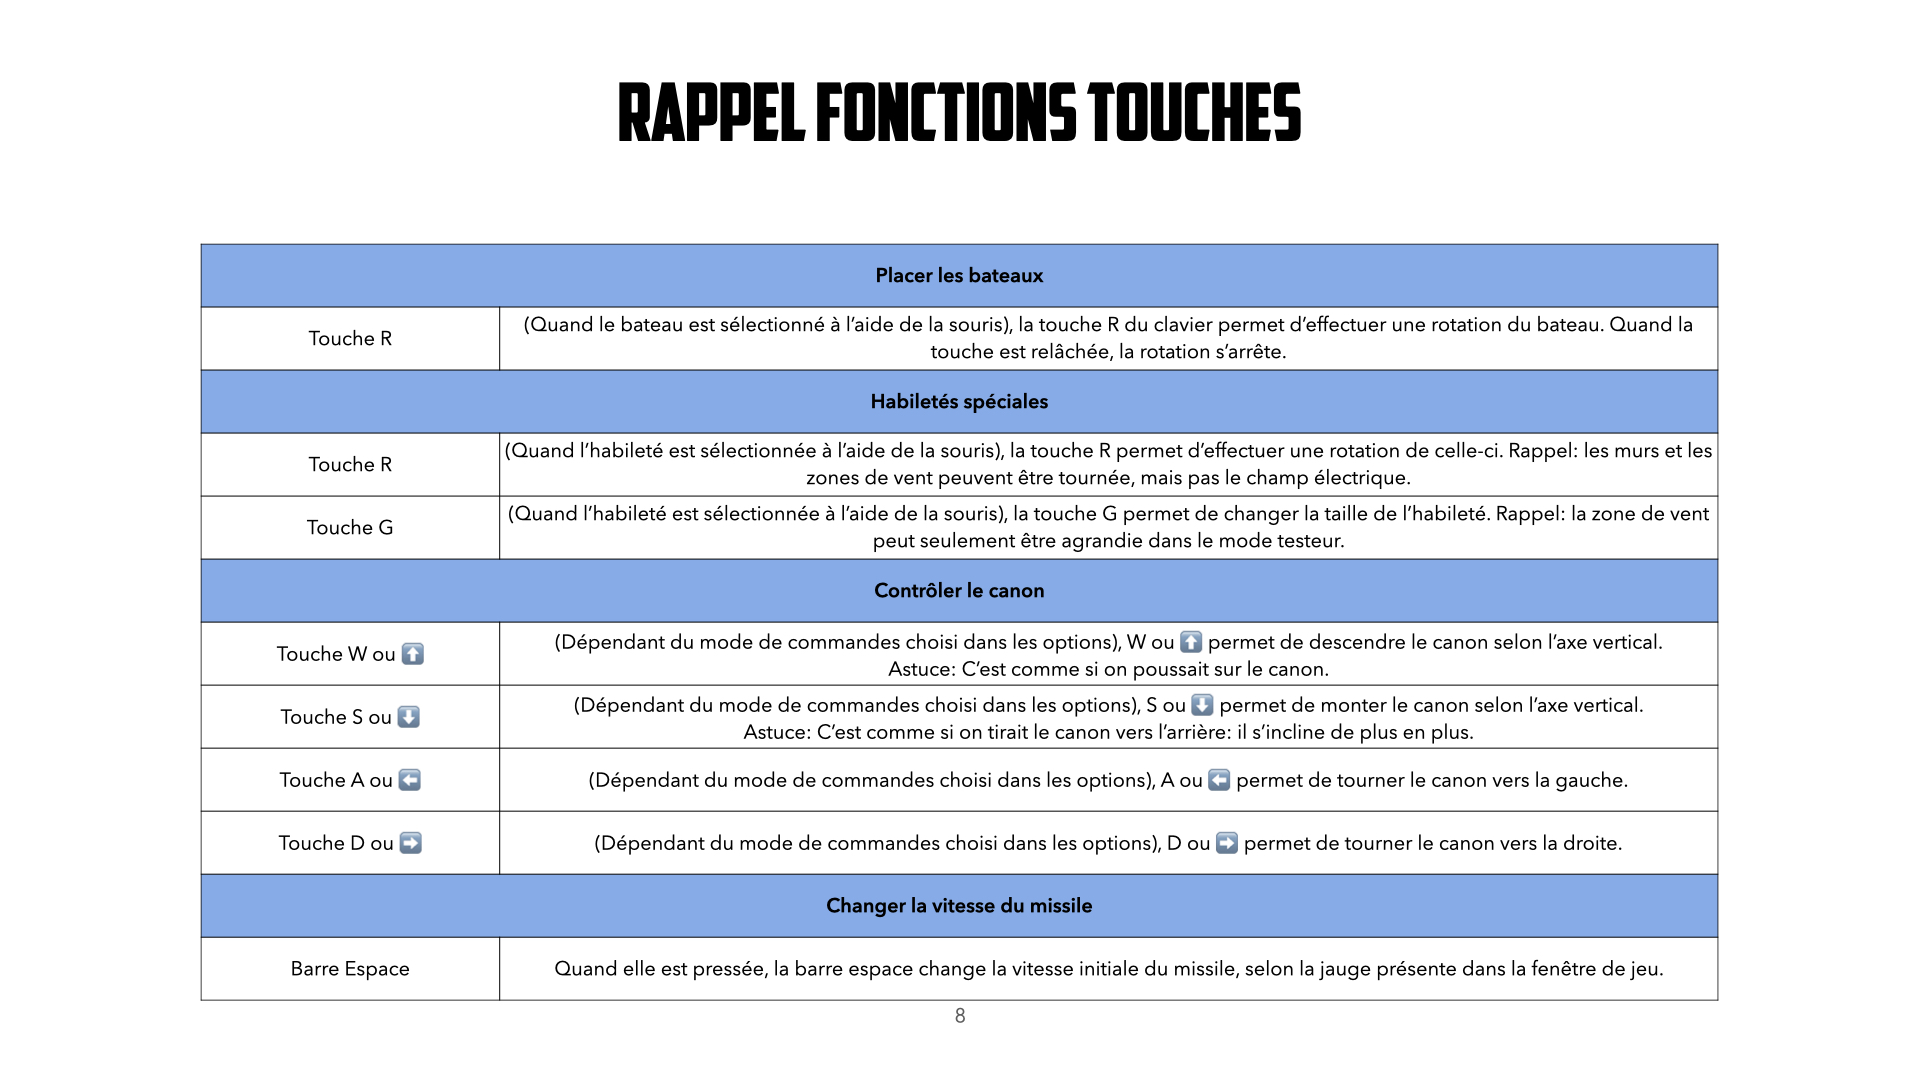 RAPPEL FONCTIONS TOUCHES
Placer les bateaux
Touche R
(Quand le bateau est sélectionné à l’aide de la souris), la touche R du clavier permet d’effectuer une rotation du bateau. Quand la
touche est relâchée, la rotation s’arrête.
Habiletés spéciales
Touche R
(Quand l’habileté est sélectionnée à l’aide de la souris), la touche R permet d’effectuer une rotation de celle-ci. Rappel: les murs et les
zones de vent peuvent être tournée, mais pas le champ électrique.
Touche G
(Quand l’habileté est sélectionnée à l’aide de la souris), la touche G permet de changer la taille de l’habileté. Rappel: la zone de vent
peut seulement être agrandie dans le mode testeur.
Contrôler le canon
Touche W ou ⬆️
(Dépendant du mode de commandes choisi dans les options), W ou ⬆️ permet de descendre le canon selon l’axe vertical.
Astuce: C’est comme si on poussait sur le canon.
Touche S ou ⬇️
(Dépendant du mode de commandes choisi dans les options), S ou ⬇️ permet de monter le canon selon l’axe vertical.
Astuce: C’est comme si on tirait le canon vers l’arrière: il s’incline de plus en plus.
Touche A ou ⬅️
(Dépendant du mode de commandes choisi dans les options), A ou ⬅️ permet de tourner le canon vers la gauche.
Touche D ou ➡️
(Dépendant du mode de commandes choisi dans les options), D ou ➡️ permet de tourner le canon vers la droite.
Changer la vitesse du missile
Barre Espace
Quand elle est pressée, la barre espace change la vitesse initiale du missile, selon la jauge présente dans la fenêtre de jeu.
8